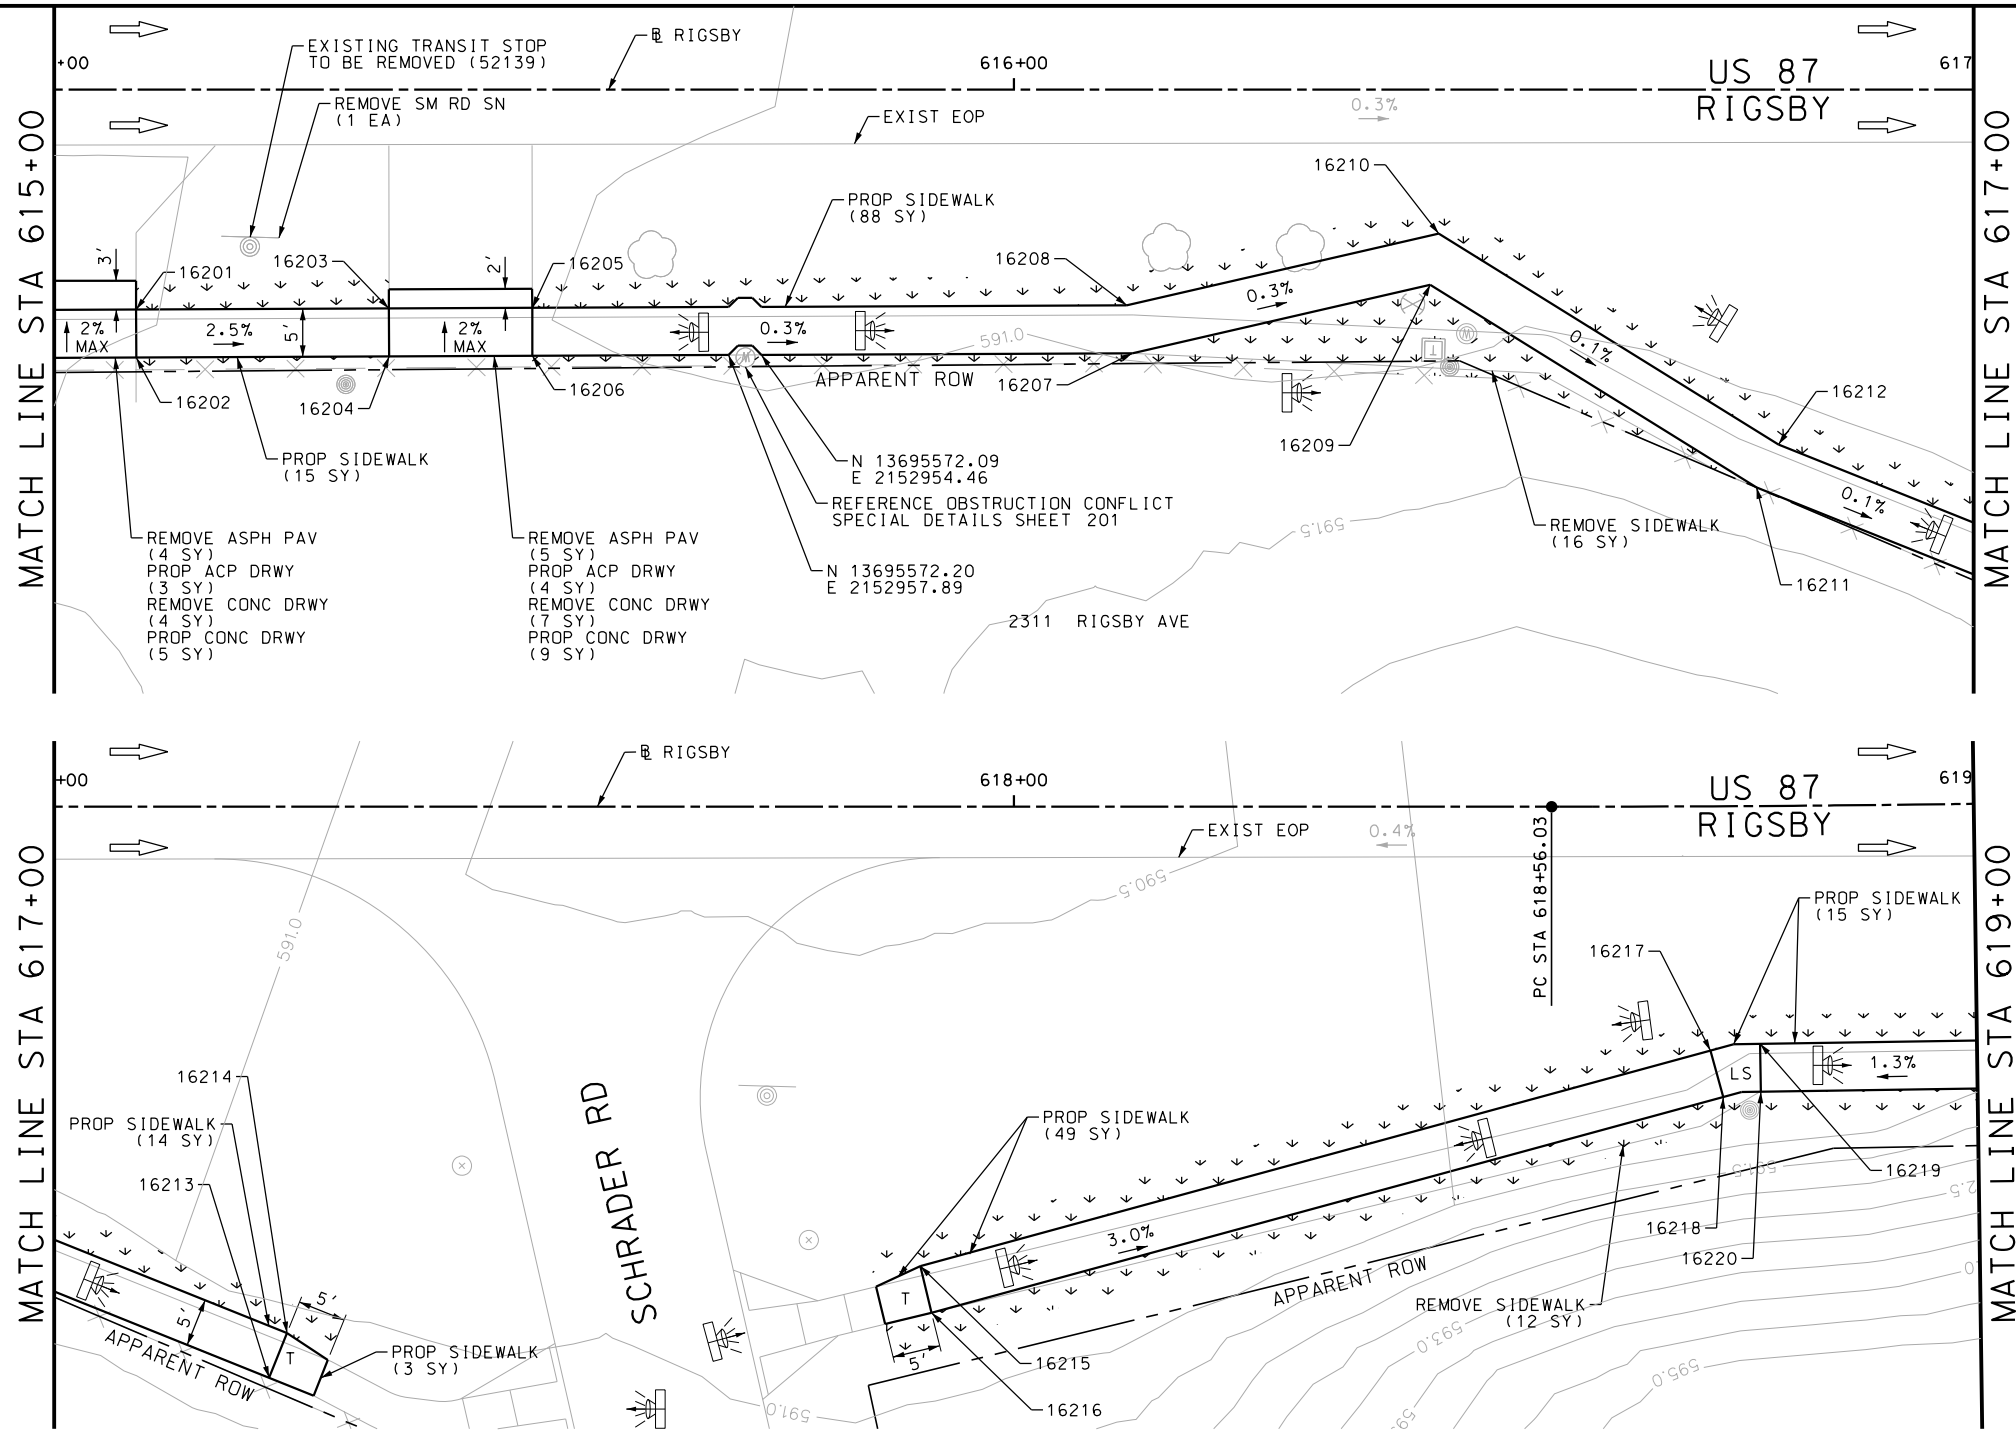 MATCH LINE STA 615+00
+00
EXISTING TRANSIT STOP
TO BE REMOVED (52139)
REMOVE SM RD SN
(1 EA)
℄ RIGSBY
EXIST EOP
616+00
0.3%
US 87
RIGSBY
617
MATCH LINE STA 617+00
16210
PROP SIDEWALK
(88 SY)
3'
16201
16203
2'
16205
16208
0.3%
2%
MAX
2.5%
5'
2%
MAX
0.3%
591.0
0.1%
APPARENT ROW
16202
16204
16206
16207
16212
16209
PROP SIDEWALK
(15 SY)
N 13695572.09
E 2152954.46
REFERENCE OBSTRUCTION CONFLICT
SPECIAL DETAILS SHEET 201
0.1%
591.5
REMOVE SIDEWALK
(16 SY)
REMOVE ASPH PAV
(4 SY)
PROP ACP DRWY
(3 SY)
REMOVE CONC DRWY
(4 SY)
PROP CONC DRWY
(5 SY)
REMOVE ASPH PAV
(5 SY)
PROP ACP DRWY
(4 SY)
REMOVE CONC DRWY
(7 SY)
PROP CONC DRWY
(9 SY)
N 13695572.20
E 2152957.89
16211
2311 RIGSBY AVE
W
W
T
MATCH LINE STA 617+00
+00
℄ RIGSBY
618+00
US 87
RIGSBY
619
MATCH LINE STA 619+00
EXIST EOP
0.4%
590.5
PC STA 618+56.03
PROP SIDEWALK
(15 SY)
591.0
16217
16214
PROP SIDEWALK
(14 SY)
16213
SCHRADER RD
PROP SIDEWALK
(49 SY)
LS
1.3%
591.5
16219
2.5
3.0%
16218
16220
5'
5'
T
T
APPARENT ROW
APPARENT ROW
REMOVE SIDEWALK
(12 SY)
PROP SIDEWALK
(3 SY)
5'
16215
16216
593.0
595.0
591.0